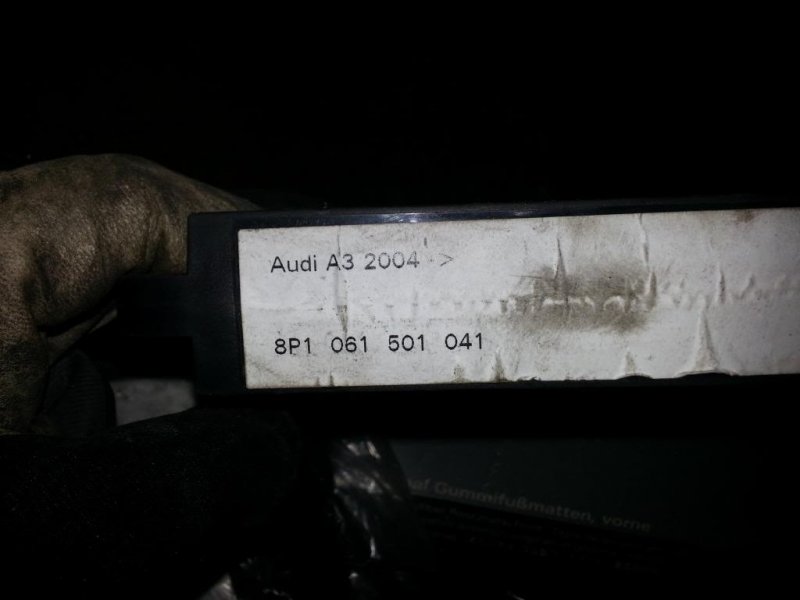 Audi A3 2004 ->
8P1 061 501 041
Gummifußmatten, vorne